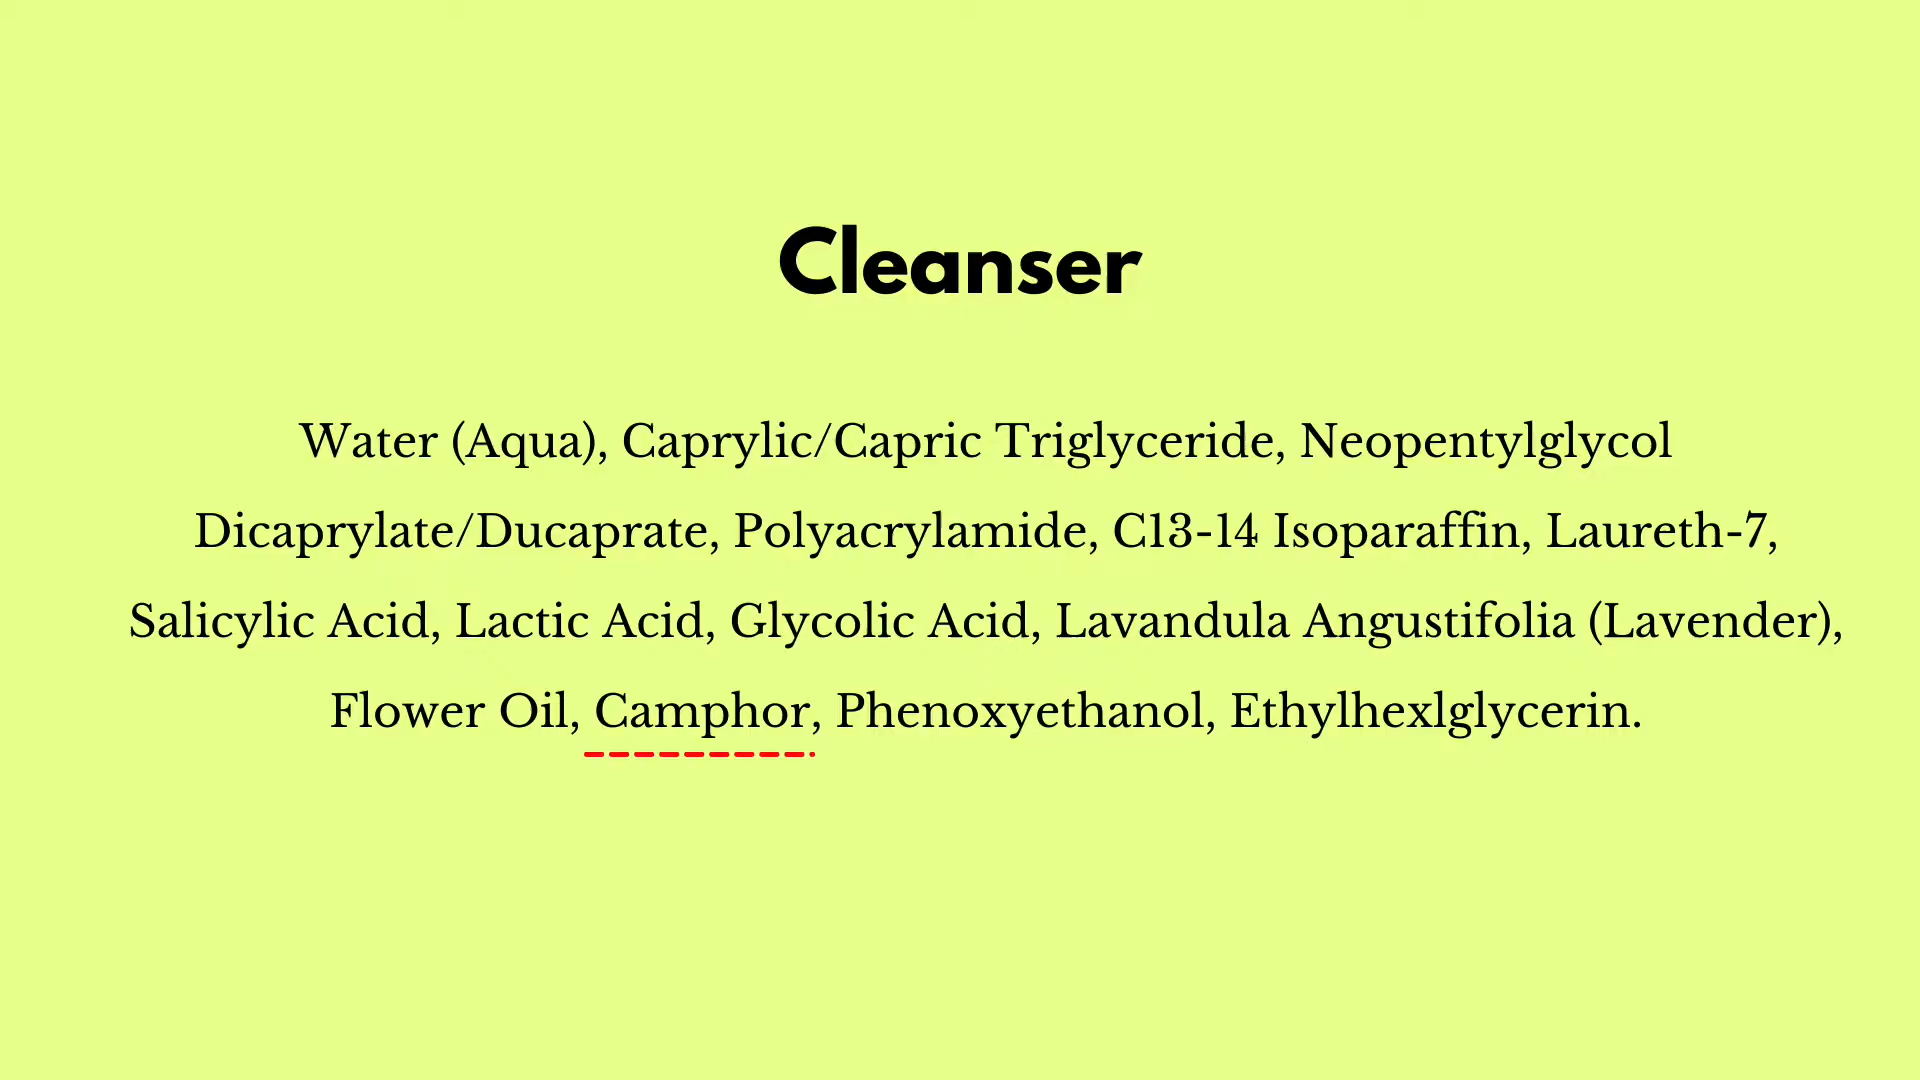 Cleanser
Water (Aqua), Caprylic/Capric Triglyceride, Neopentylglycol
Dicaprylate/Ducaprate, Polyacrylamide, C13-14 Isoparaffin, Laureth-7,
Salicylic Acid, Lactic Acid, Glycolic Acid, Lavandula Angustifolia (Lavender),
Flower Oil, Camphor, Phenoxyethanol, Ethylhexlglycerin.